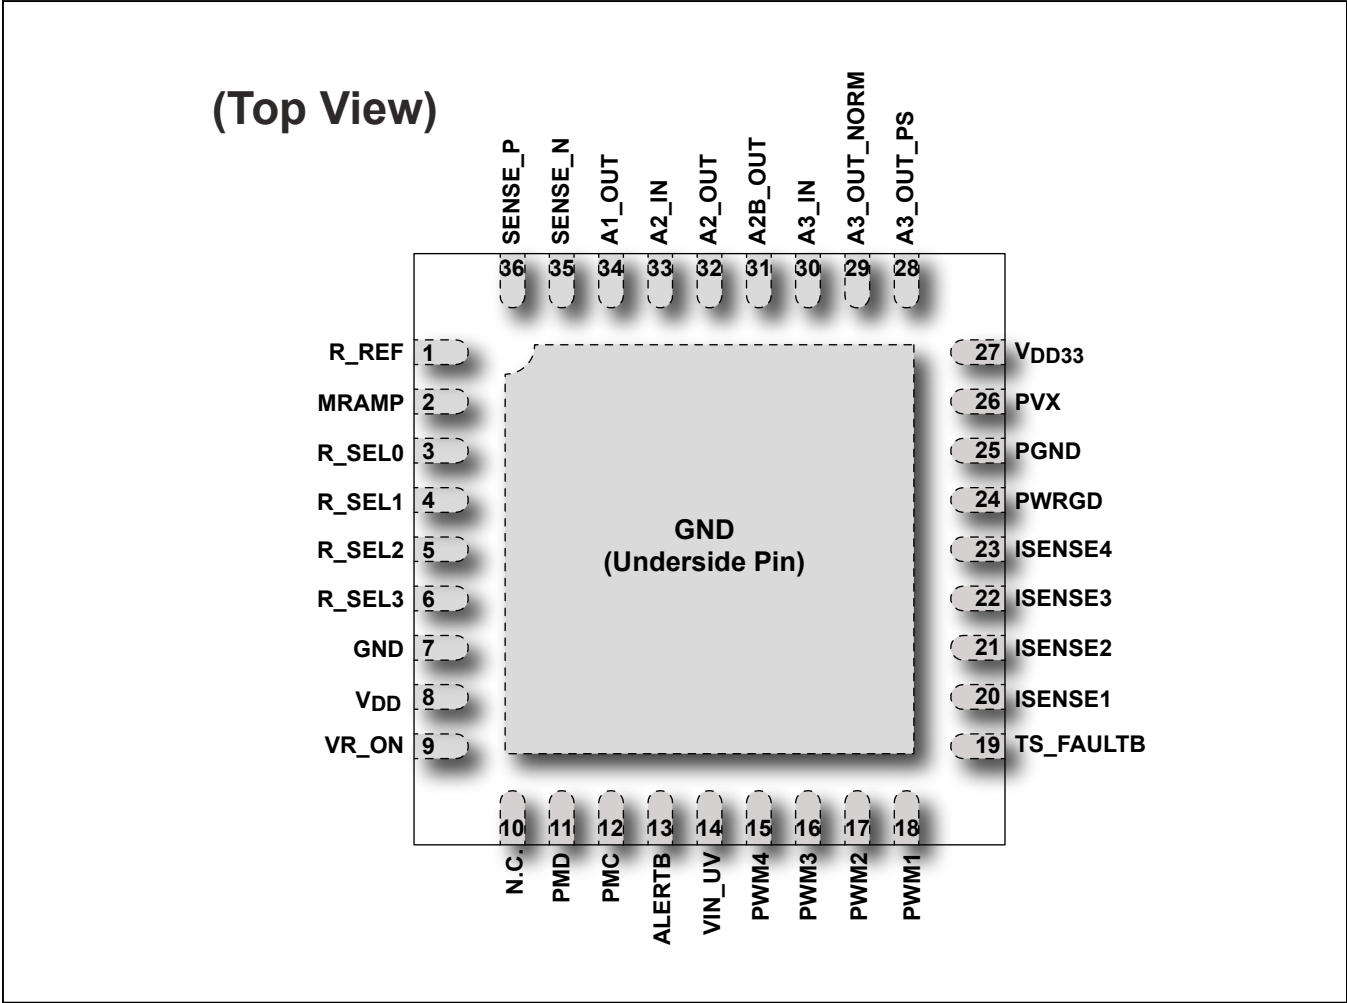 (Top View)
SENSE_P
SENSE_N
A1_OUT
A2_IN
A2_OUT
A2B_OUT
A3_IN
A3_OUT_NORM
A3_OUT_PS
36 35 34 33 32 31 30 29 28
R_REF 1
MRAMP 2
R_SEL0 3
R_SEL1 4
R_SEL2 5
R_SEL3 6
GND 7
VDD 8
VR_ON 9
GND
(Underside Pin)
27 VDD33
26 PVX
25 PGND
24 PWRGD
23 ISENSE4
22 ISENSE3
21 ISENSE2
20 ISENSE1
19 TS_FAULTB
10 11 12 13 14 15 16 17 18
N.C.
PMD
PMC
ALERTB
VIN_UV
PWM4
PWM3
PWM2
PWM1